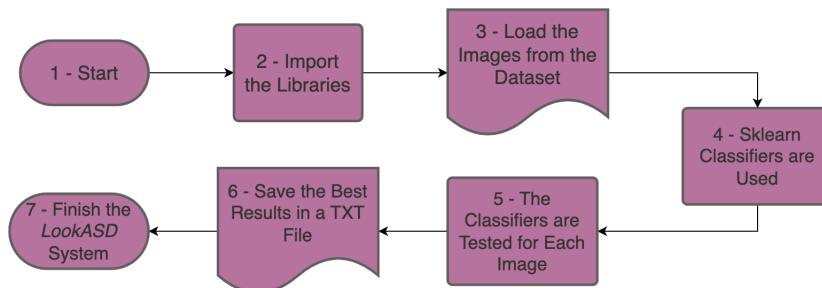 1 - Start
2 - Import
the Libraries
3 - Load the
Images from the
Dataset
4 - Sklearn
Classifiers are
Used
5 - The
Classifiers are
Tested for Each
Image
6 - Save the Best
Results in a TXT
File
7 - Finish the
LookASD
System